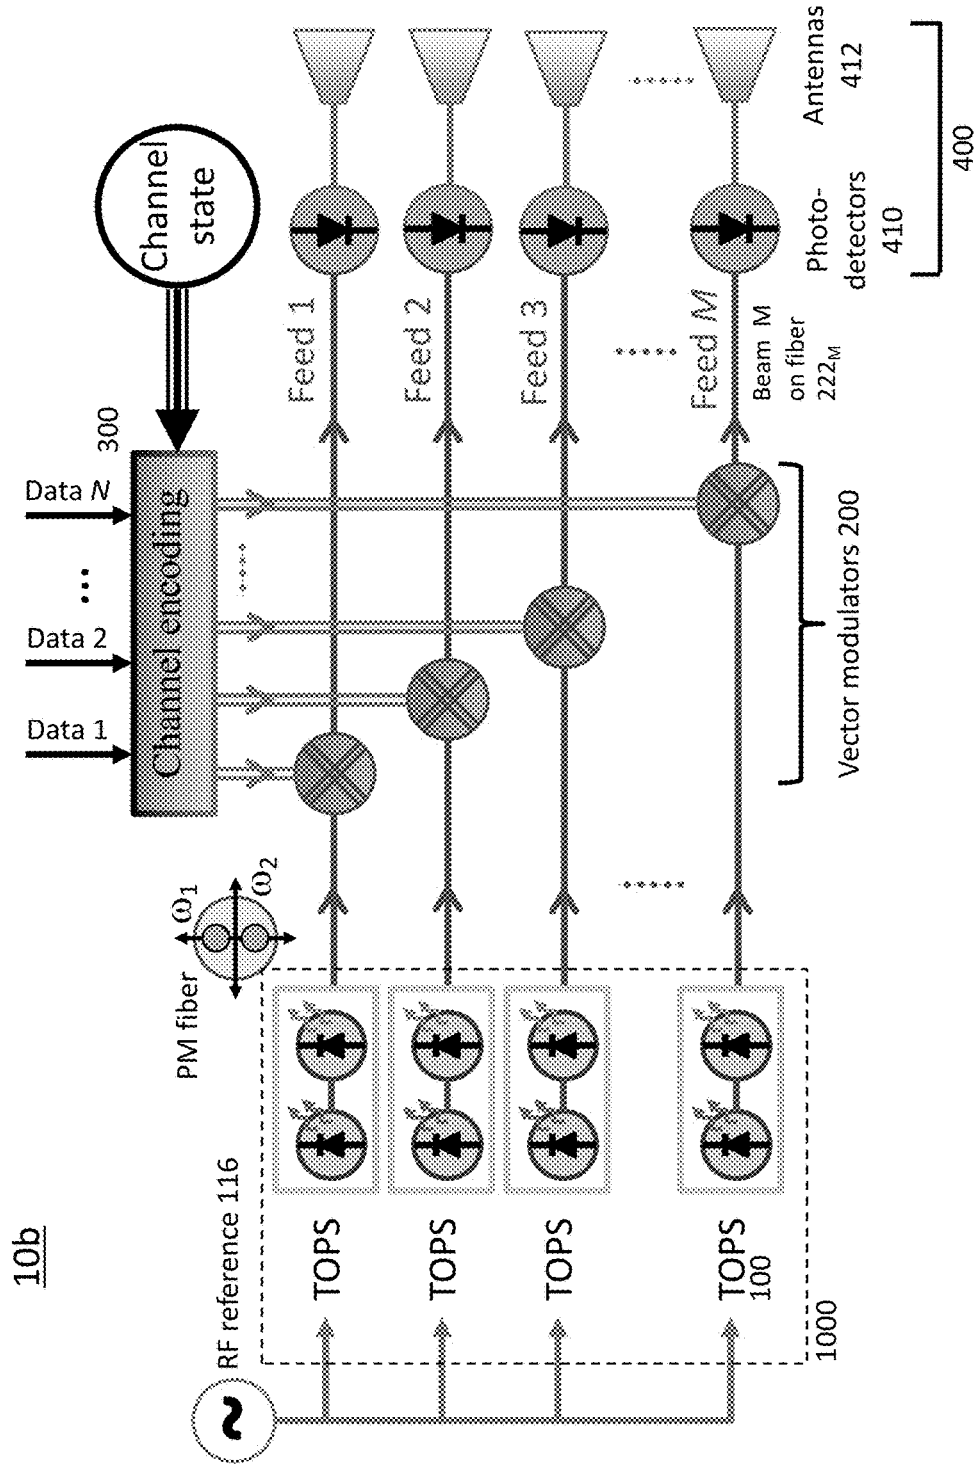 10b
RF reference 116
PM fiber
ω1
ω2
Data 1
Data 2
...
Data N
300
Channel encoding
Channel
state
TOPS
TOPS
TOPS
TOPS
100
1000
Feed 1
Feed 2
Feed 3
Feed M
Beam M
on fiber
222M
Vector modulators 200
Photo-
detectors
410
Antennas
412
400